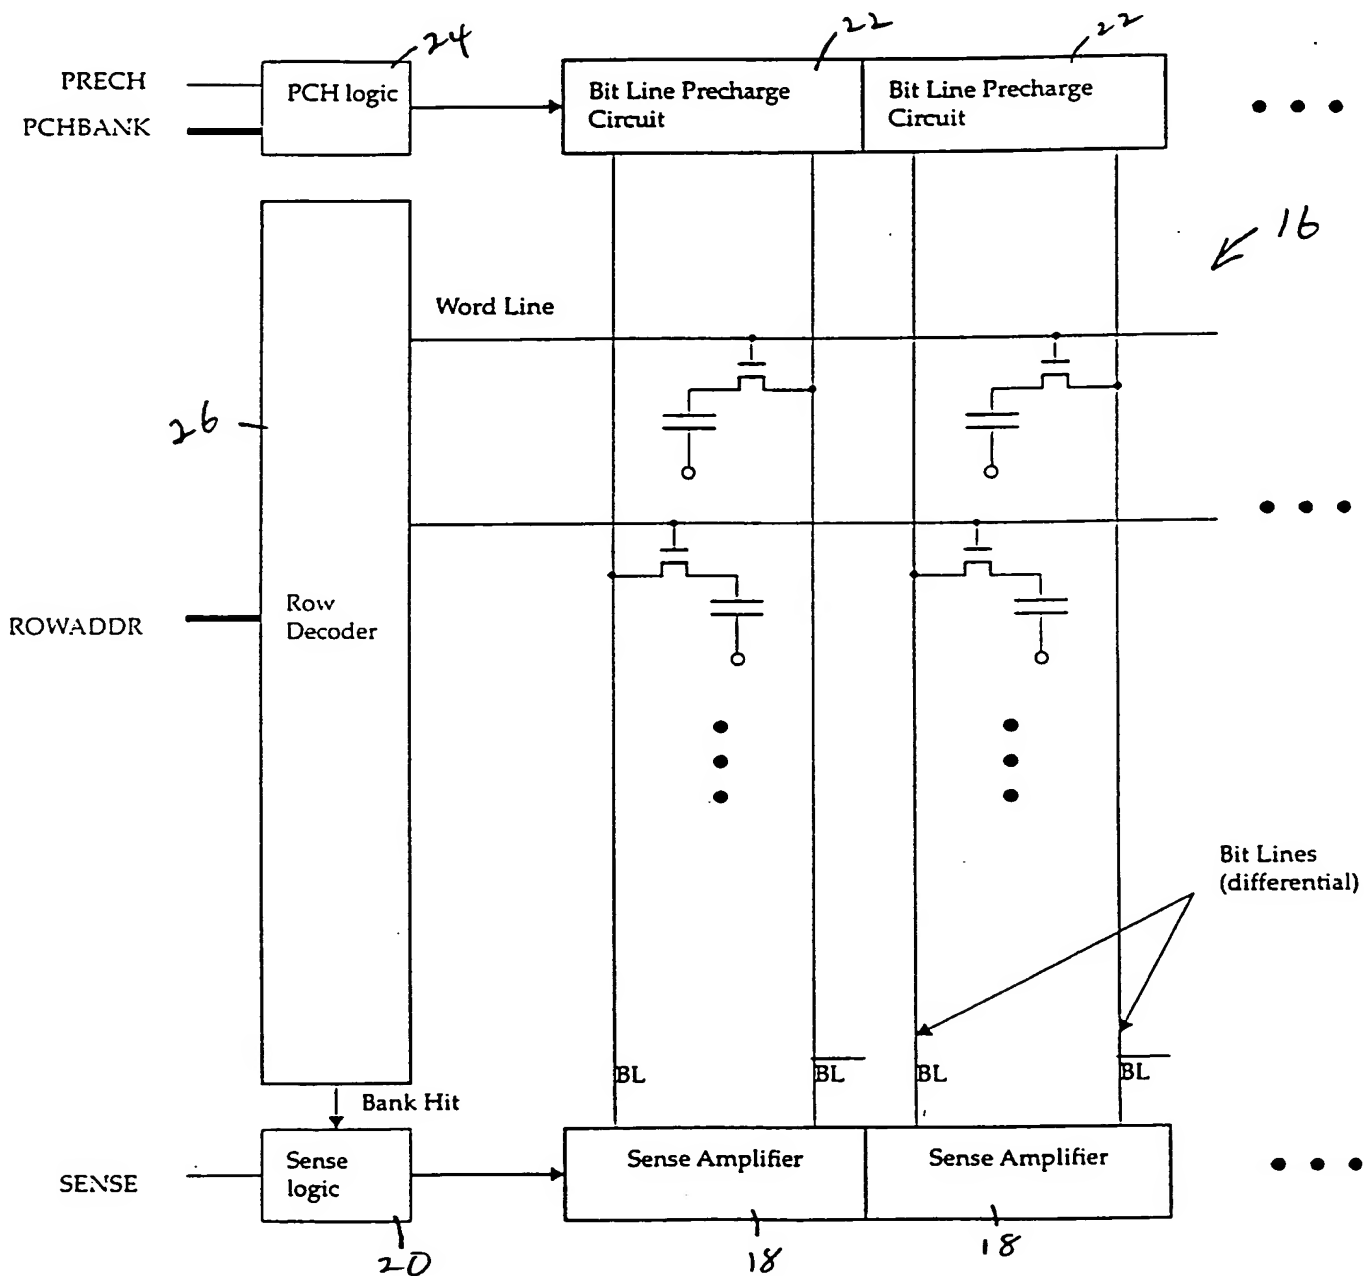 24
22
22
PRECH
PCHBANK
PCH logic
Bit Line Precharge
Circuit
Bit Line Precharge
Circuit
16
Word Line
26
ROWADDR
Row
Decoder
Bit Lines
(differential)
BL
B̅L̅
BL
B̅L̅
Bank Hit
SENSE
Sense
logic
Sense Amplifier
Sense Amplifier
20
18
18